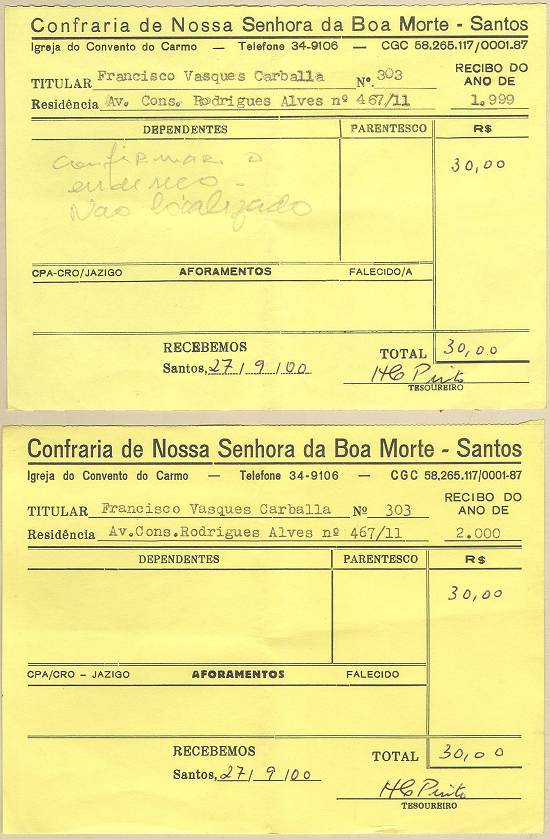 Confraria de Nossa Senhora da Boa Morte - Santos
Igreja do Convento do Carmo — Telefone 34-9106 — CGC 58.265.117/0001-87
RECIBO DO
TITULAR Francisco Vasques Carballa Nº. 303 ANO DE
Residência Av. Cons. Rodrigues Alves nº 467/11 1.999
DEPENDENTES PARENTESCO R$
confirmar o 30,00
endereço -
Não localizado
CPA-CRO/JAZIGO AFORAMENTOS FALECIDO/A
RECEBEMOS TOTAL 30,00
Santos, 27/9/00 HC Pinto
TESOUREIRO
Confraria de Nossa Senhora da Boa Morte - Santos
Igreja do Convento do Carmo — Telefone 34-9106 — CGC 58.265.117/0001-87
RECIBO DO
TITULAR Francisco Vasques Carballa Nº 303 ANO DE
Residência Av.Cons.Rodrigues Alves nº 467/11 2.000
DEPENDENTES PARENTESCO R$
30,00
CPA/CRO - JAZIGO AFORAMENTOS FALECIDO
RECEBEMOS TOTAL 30,00
Santos, 27/9/00 HC Pinto
TESOUREIRO